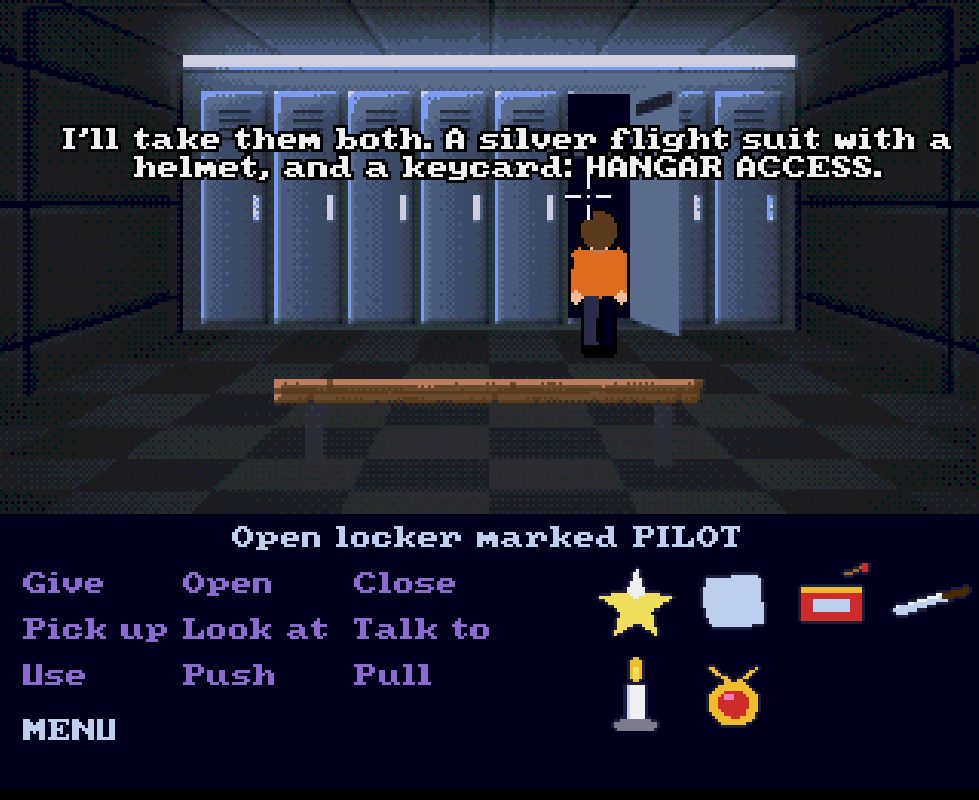 I'll take them both. A silver flight suit with a
helmet, and a keycard: HANGAR ACCESS.
Open locker marked PILOT
Give Open Close
Pick up Look at Talk to
Use Push Pull
MENU